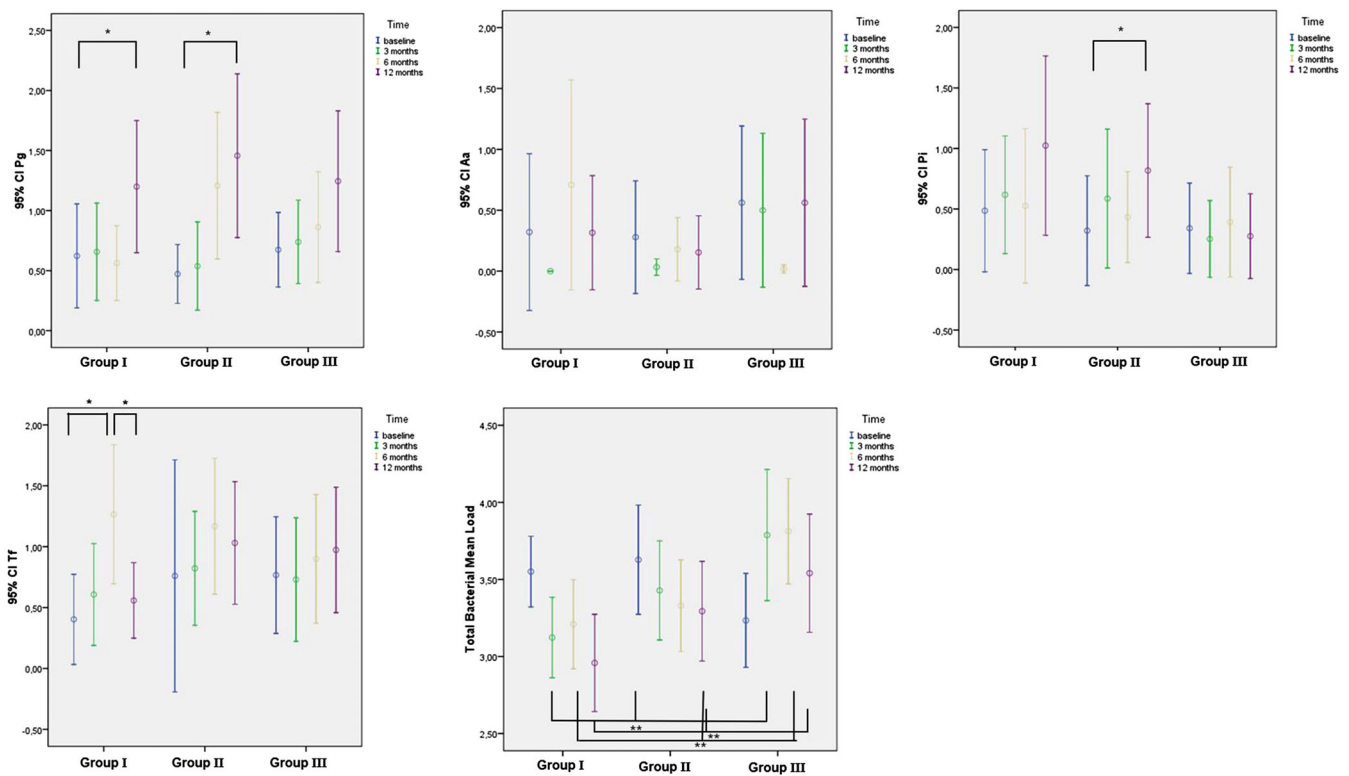 Time
baseline
3 months
6 months
12 months
95% CI Pg
2,50
2,00
1,50
1,00
0,50
0,00
* *
Group I Group II Group III
Time
baseline
3 months
6 months
12 months
95% CI Aa
2,00
1,50
1,00
0,50
0,00
-0,50
Group I Group II Group III
Time
baseline
3 months
6 months
12 months
95% CI Pi
2,00
1,50
1,00
0,50
0,00
-0,50
*
Group I Group II Group III
Time
baseline
3 months
6 months
12 months
95% CI Tf
2,00
1,50
1,00
0,50
0,00
-0,50
* *
Group I Group II Group III
Time
baseline
3 months
6 months
12 months
Total Bacterial Mean Load
4,50
4,00
3,50
3,00
2,50
**
**
**
Group I Group II Group III